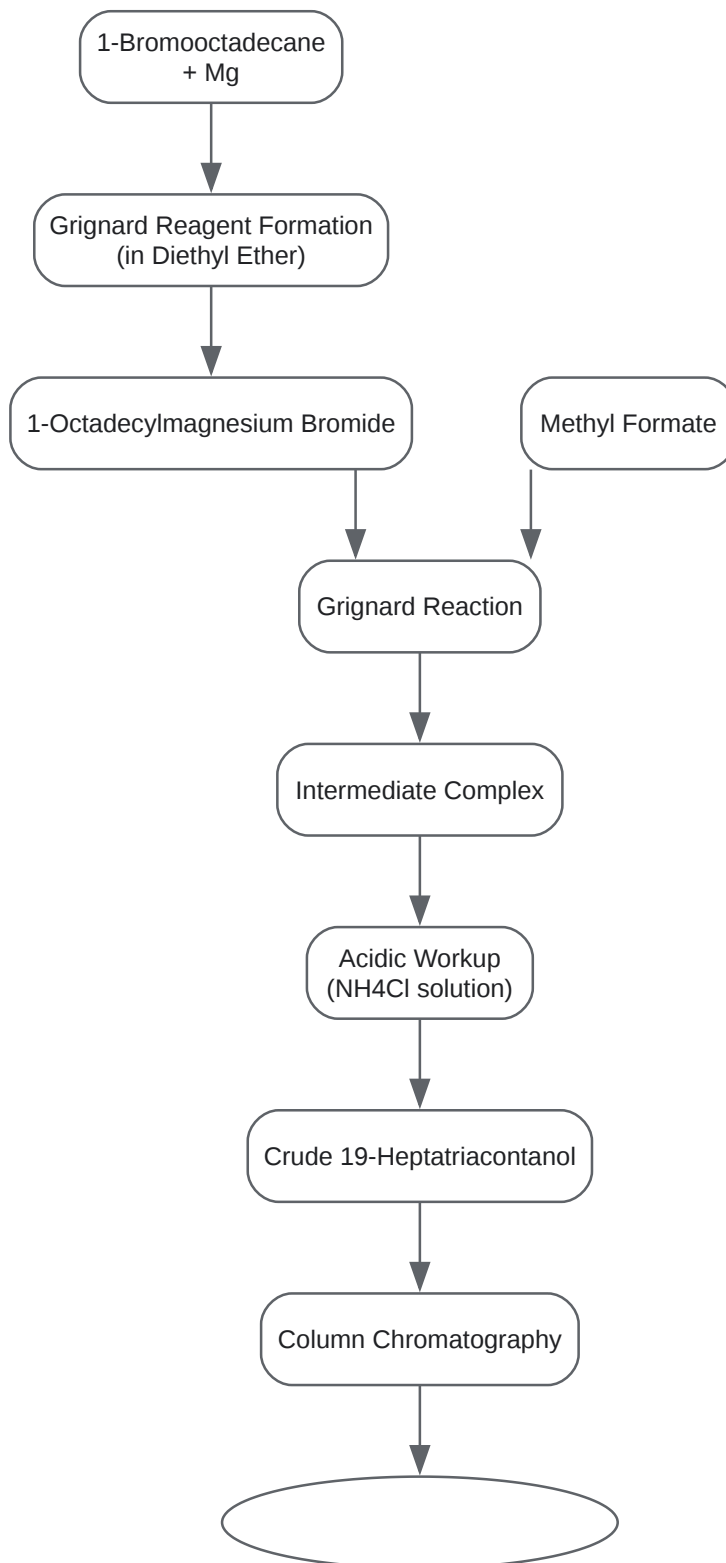 1-Bromooctadecane
+ Mg
Grignard Reagent Formation
(in Diethyl Ether)
1-Octadecylmagnesium Bromide
Methyl Formate
Grignard Reaction
Intermediate Complex
Acidic Workup
(NH4Cl solution)
Crude 19-Heptatriacontanol
Column Chromatography